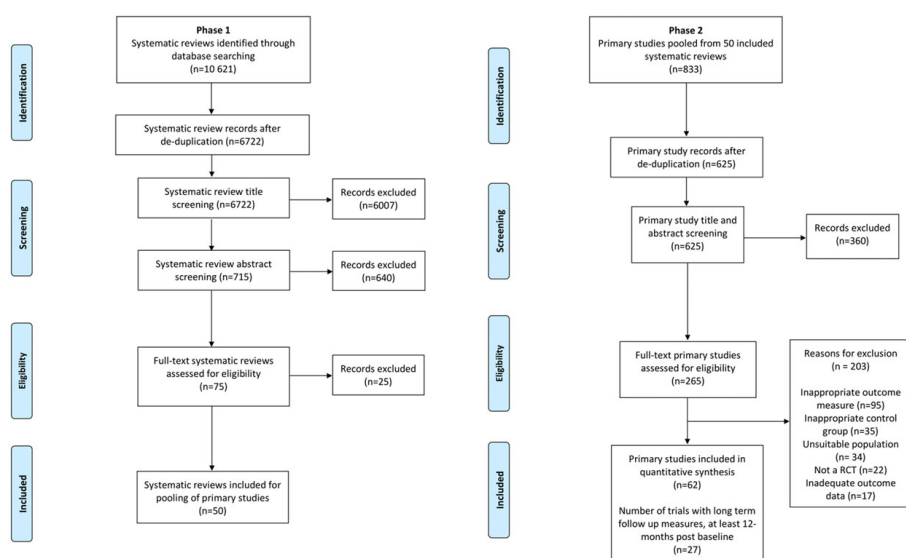 Phase 1
Systematic reviews identified through
database searching
(n=10 621)
Identification
Systematic review records after
de-duplication (n=6722)
Screening
Systematic review title
screening (n=6722)
Records excluded
(n=6007)
Systematic review abstract
screening (n=715)
Records excluded
(n=640)
Eligibility
Full-text systematic reviews
assessed for eligibility
(n=75)
Records excluded
(n=25)
Included
Systematic reviews included for
pooling of primary studies
(n=50)
Phase 2
Primary studies pooled from 50 included
systematic reviews
(n=833)
Identification
Primary study records after
de-duplication (n=625)
Screening
Primary study title and
abstract screening
(n=625)
Records excluded
(n=360)
Eligibility
Full-text primary studies
assessed for eligibility
(n=265)
Reasons for exclusion
(n = 203)
Inappropriate outcome
measure (n=95)
Inappropriate control
group (n=35)
Unsuitable population
(n= 34)
Not a RCT (n=22)
Inadequate outcome
data (n=17)
Included
Primary studies included in
quantitative synthesis
(n=62)
Number of trials with long term
follow up measures, at least 12-
months post baseline
(n=27)